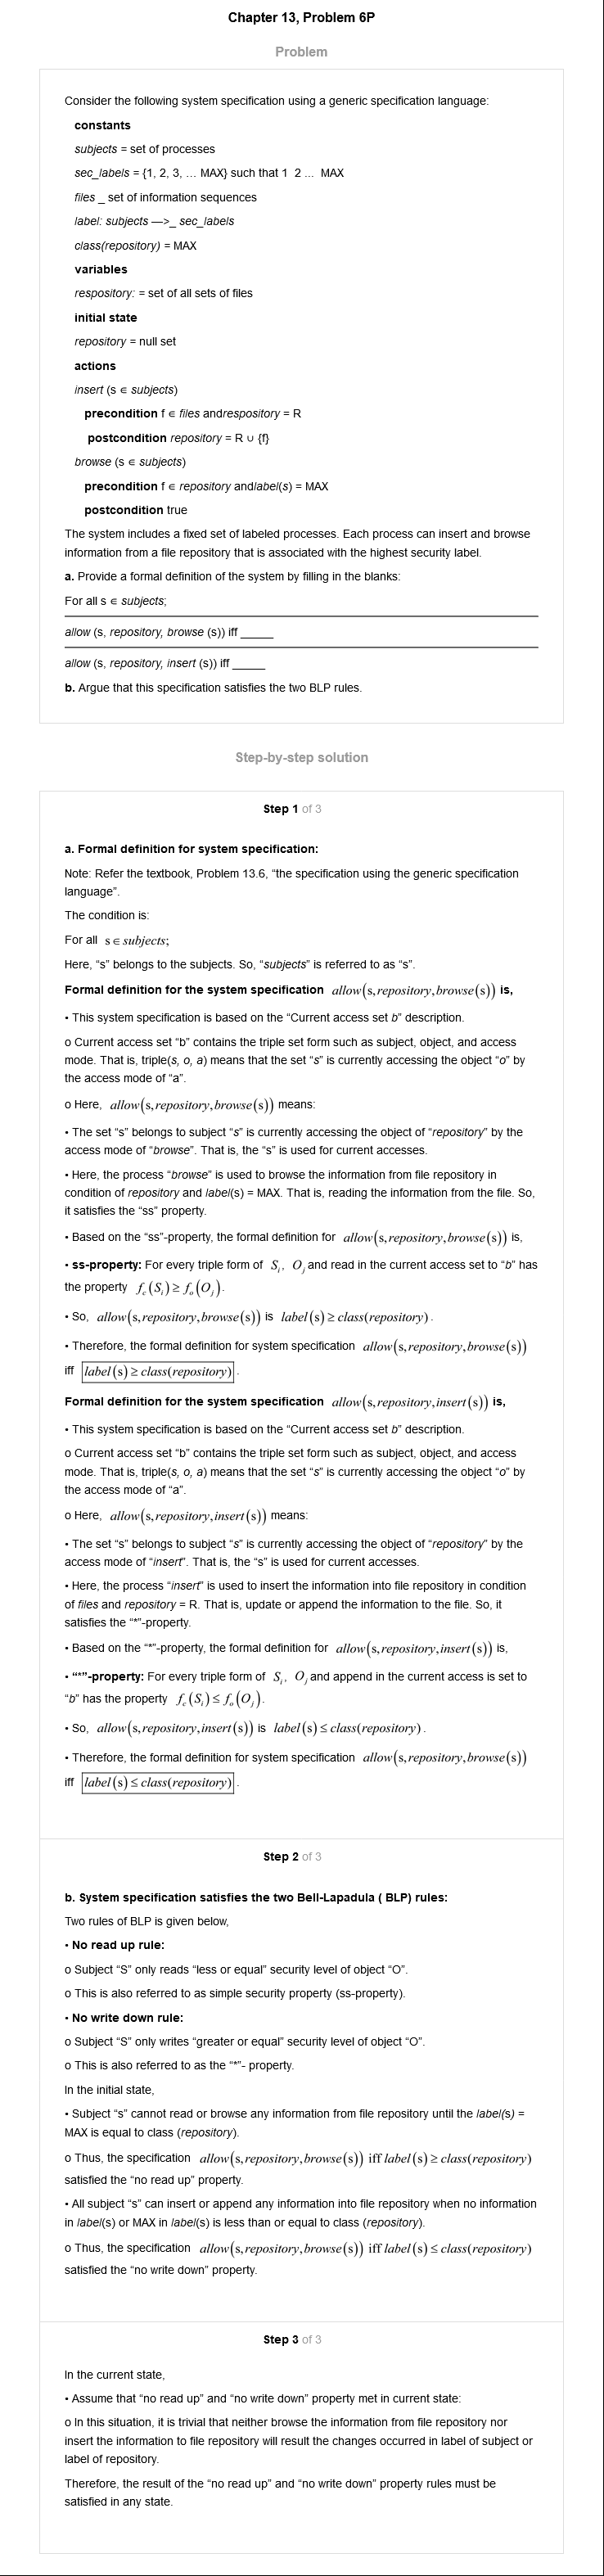 Chapter 13, Problem 6P
Problem
Consider the following system specification using a generic specification language:
constants
subjects = set of processes
sec_labels = {1, 2, 3, … MAX} such that 1  2 ...  MAX
files _ set of information sequences
label: subjects —>_ sec_labels
class(repository) = MAX
variables
respository: = set of all sets of files
initial state
repository = null set
actions
insert (s ∈ subjects)
precondition f ∈ files andrespository = R
postcondition repository = R ∪ {f}
browse (s ∈ subjects)
precondition f ∈ repository andlabel(s) = MAX
postcondition true
The system includes a fixed set of labeled processes. Each process can insert and browse
information from a file repository that is associated with the highest security label.
a. Provide a formal definition of the system by filling in the blanks:
For all s ∈ subjects;
allow (s, repository, browse (s)) iff _____
allow (s, repository, insert (s)) iff _____
b. Argue that this specification satisfies the two BLP rules.
Step-by-step solution
Step 1 of 3
a. Formal definition for system specification:
Note: Refer the textbook, Problem 13.6, “the specification using the generic specification
language”.
The condition is:
For all s ∈ subjects;
Here, “s” belongs to the subjects. So, “subjects” is referred to as “s”.
Formal definition for the system specification allow(s,repository,browse(s)) is,
• This system specification is based on the “Current access set b” description.
o Current access set “b” contains the triple set form such as subject, object, and access
mode. That is, triple(s, o, a) means that the set “s” is currently accessing the object “o” by
the access mode of “a”.
o Here, allow(s,repository,browse(s)) means:
• The set “s” belongs to subject “s” is currently accessing the object of “repository” by the
access mode of “browse”. That is, the “s” is used for current accesses.
• Here, the process “browse” is used to browse the information from file repository in
condition of repository and label(s) = MAX. That is, reading the information from the file. So,
it satisfies the “ss” property.
• Based on the “ss”-property, the formal definition for allow(s,repository,browse(s)) is,
• ss-property: For every triple form of S_i, O_j and read in the current access set to “b” has
the property f_c(S_i) ≥ f_o(O_j).
• So, allow(s,repository,browse(s)) is label(s) ≥ class(repository).
• Therefore, the formal definition for system specification allow(s,repository,browse(s))
iff label(s) ≥ class(repository).
Formal definition for the system specification allow(s,repository,insert(s)) is,
• This system specification is based on the “Current access set b” description.
o Current access set “b” contains the triple set form such as subject, object, and access
mode. That is, triple(s, o, a) means that the set “s” is currently accessing the object “o” by
the access mode of “a”.
o Here, allow(s,repository,insert(s)) means:
• The set “s” belongs to subject “s” is currently accessing the object of “repository” by the
access mode of “insert”. That is, the “s” is used for current accesses.
• Here, the process “insert” is used to insert the information into file repository in condition
of files and repository = R. That is, update or append the information to the file. So, it
satisfies the “*”-property.
• Based on the “*”-property, the formal definition for allow(s,repository,insert(s)) is,
• “*”-property: For every triple form of S_i, O_j and append in the current access is set to
“b” has the property f_c(S_i) ≤ f_o(O_j).
• So, allow(s,repository,insert(s)) is label(s) ≤ class(repository).
• Therefore, the formal definition for system specification allow(s,repository,browse(s))
iff label(s) ≤ class(repository).
Step 2 of 3
b. System specification satisfies the two Bell-Lapadula ( BLP) rules:
Two rules of BLP is given below,
• No read up rule:
o Subject “S” only reads “less or equal” security level of object “O”.
o This is also referred to as simple security property (ss-property).
• No write down rule:
o Subject “S” only writes “greater or equal” security level of object “O”.
o This is also referred to as the “*”- property.
In the initial state,
• Subject “s” cannot read or browse any information from file repository until the label(s) =
MAX is equal to class (repository).
o Thus, the specification allow(s,repository,browse(s)) iff label(s) ≥ class(repository)
satisfied the “no read up” property.
• All subject “s” can insert or append any information into file repository when no information
in label(s) or MAX in label(s) is less than or equal to class (repository).
o Thus, the specification allow(s,repository,browse(s)) iff label(s) ≤ class(repository)
satisfied the “no write down” property.
Step 3 of 3
In the current state,
• Assume that “no read up” and “no write down” property met in current state:
o In this situation, it is trivial that neither browse the information from file repository nor
insert the information to file repository will result the changes occurred in label of subject or
label of repository.
Therefore, the result of the “no read up” and “no write down” property rules must be
satisfied in any state.